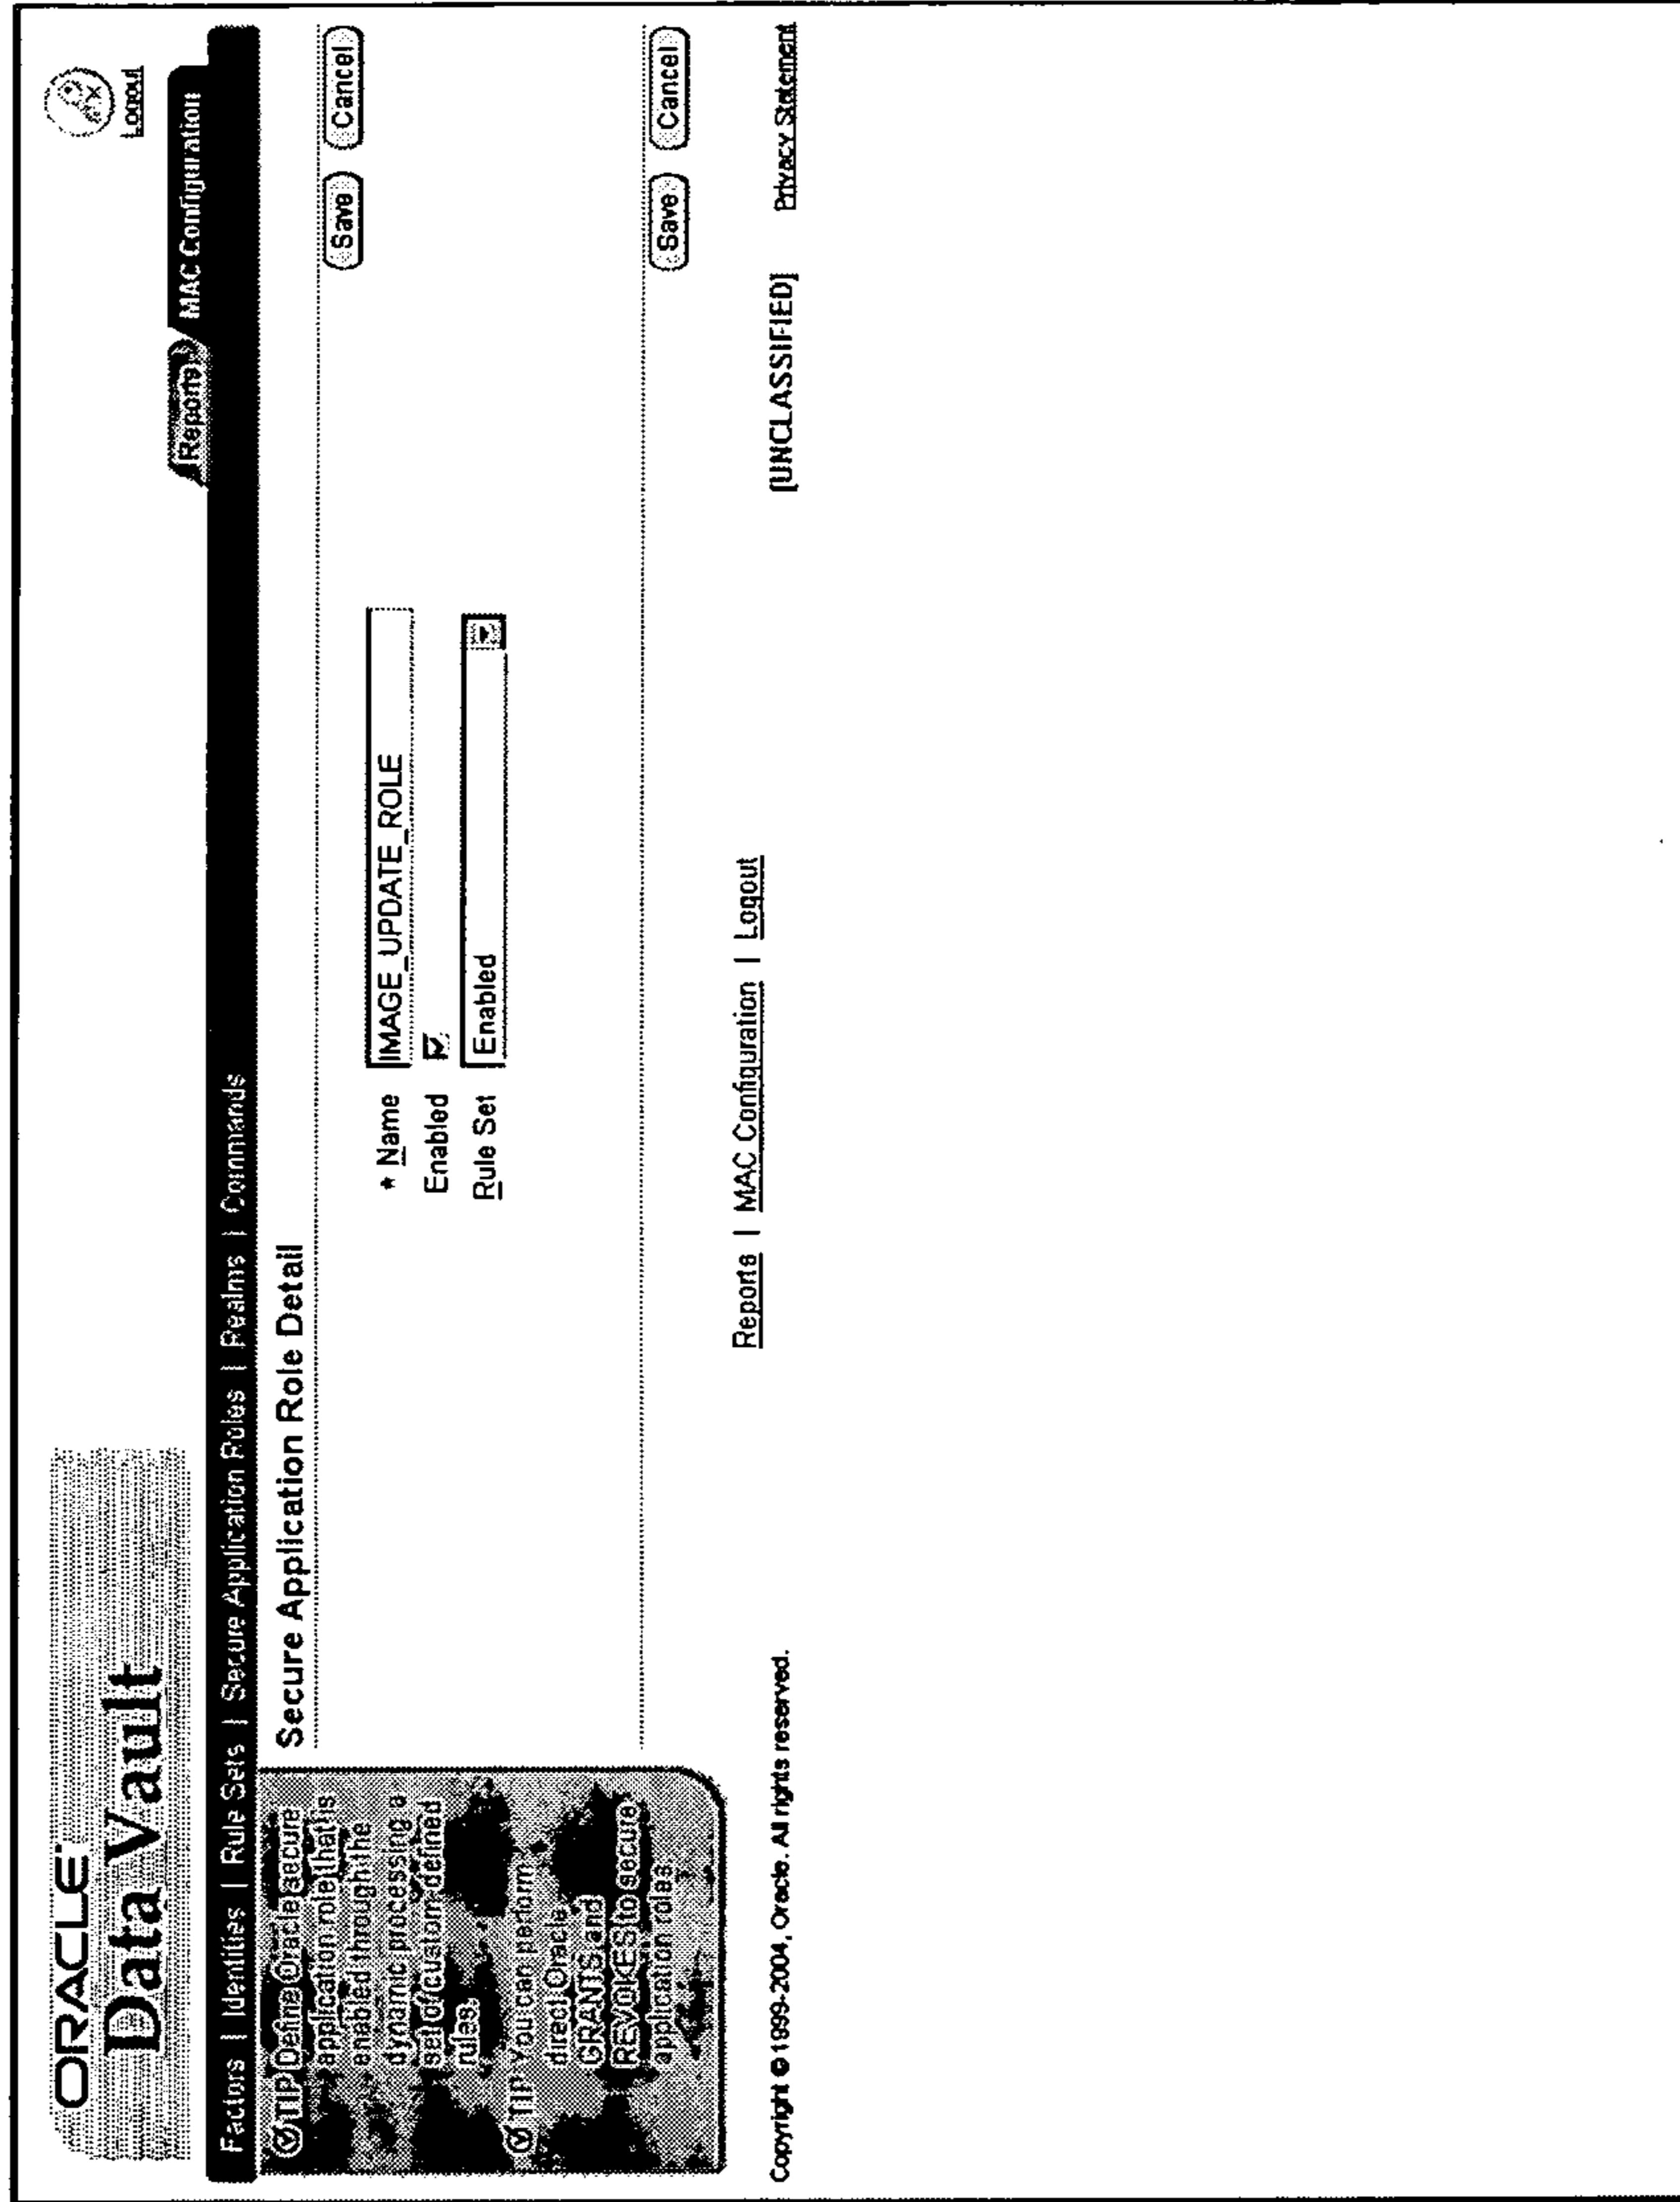 ORACLE
Data Vault
Logout
Reports MAC Configuration
Factors | Identities | Rule Sets | Secure Application Roles | Realms | Commands
TIP Define Oracle secure
application role that is
enabled through the
dynamic processing a
set of custom defined
rules.
TIP You can perform
direct Oracle
GRANTS and
REVOKES to secure
application roles.
Secure Application Role Detail
Save Cancel
* Name IMAGE_UPDATE_ROLE
Enabled
Rule Set Enabled
Save Cancel
Reports | MAC Configuration | Logout
Copyright © 1999-2004, Oracle. All rights reserved. [UNCLASSIFIED] Privacy Statement